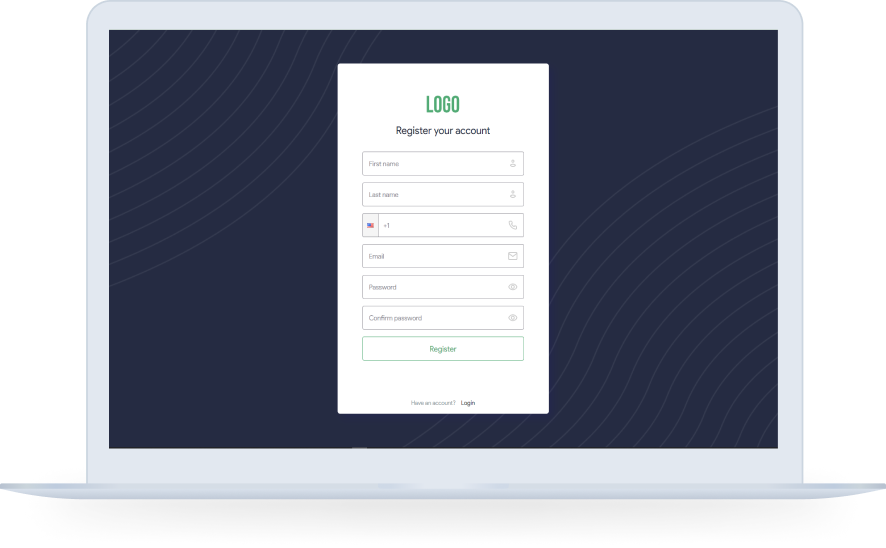 LOGO
Register your account
First name
Last name
+1
Email
Password
Confirm password
Register
Have an account? Login